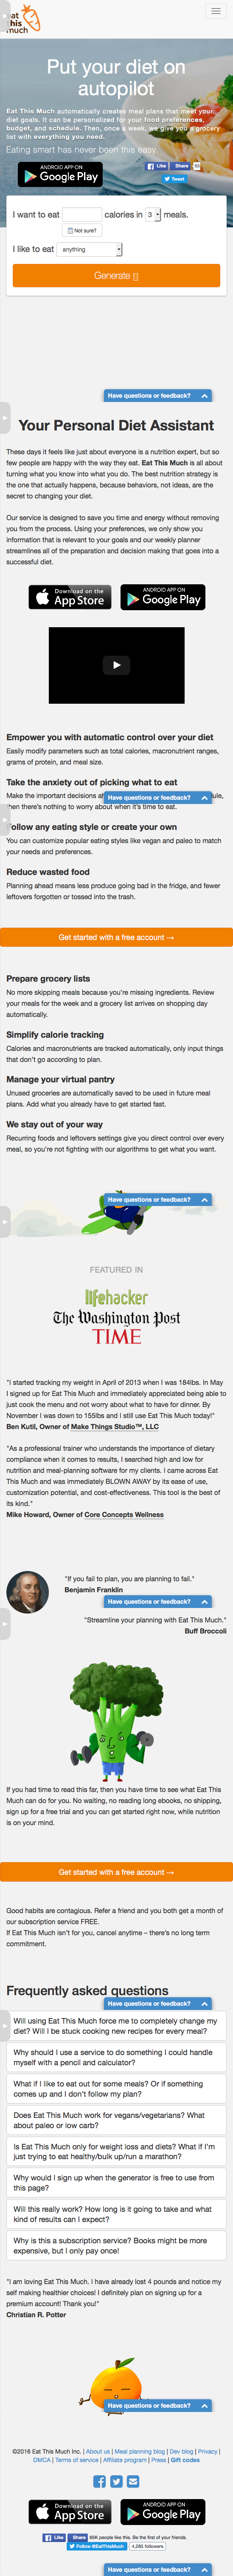 eat this much
Put your diet on
autopilot
Eat This Much automatically creates meal plans that meet your
diet goals. It can be personalized for your food preferences,
budget, and schedule. Then, once a week, we give you a grocery
list with everything you need.
Eating smart has never been this easy.
ANDROID APP ON
Google Play
Like Share
Tweet
I want to eat calories in 3 meals.
Not sure?
I like to eat anything
Generate
Have questions or feedback?
Your Personal Diet Assistant
These days it feels like just about everyone is a nutrition expert, but so
few people are happy with the way they eat. Eat This Much is all about
turning what you know into what you do. The best lifestyle strategy is
the one that actually happens, because behaviors, not ideas, are the
secret to changing your diet.
Our service is designed to save you time and energy without removing
you from the process. Using your preferences, we only show you
information that is relevant to your goals and our weekly planner
streamlines all of the preparation and decision making that goes into a
successful diet.
Download on the
App Store
ANDROID APP ON
Google Play
Empower you with automatic control over your diet
Easily modify parameters such as total calories, macronutrient ranges,
grams of protein, and meal size.
Take the anxiety out of picking what to eat
Make the important decisions ah
Have questions or feedback?
ule,
hen there's nothing to worry about when it's time to eat.
Follow any eating style or create your own
You can customize popular eating styles like vegan and paleo to match
your needs and preferences.
Reduce wasted food
Planning ahead means less produce going bad in the fridge, and fewer
leftovers forgotten or tossed into the trash.
Get started with a free account →
Prepare grocery lists
No more skipping meals because you're missing ingredients. Review
your meals for the week and a grocery list arrives on shopping day
automatically.
Simplify calorie tracking
Calories and macronutrients are tracked automatically, only input things
that don't go according to plan.
Manage your virtual pantry
Unused groceries are automatically saved to be used in future meal
plans. Add what you already have to get started fast.
We stay out of your way
Recurring foods and leftovers settings give you direct control over every
meal, so you're not fighting with our algorithms to get what you want.
Have questions or feedback?
FEATURED IN
lifehacker
The Washington Post
TIME
"I started tracking my weight in April of 2013 when I was 184lbs. In May
I signed up for Eat This Much and immediately appreciated being able to
just cook the menu and not worry about what to have for dinner. By
November I was down to 155lbs and I still use Eat This Much today!"
Ben Kutil, Owner of Make Things Studio™, LLC
"As a professional trainer who understands the importance of dietary
compliance when it comes to results, I searched high and low for
nutrition and meal-planning software for my clients. I came across Eat
This Much and was immediately BLOWN AWAY by its ease of use,
customization potential, and cost-effectiveness. This tool is the best of
its kind."
Mike Howard, Owner of Core Concepts Wellness
"If you fail to plan, you are planning to fail."
Benjamin Franklin
Have questions or feedback?
"Streamline your planning with Eat This Much."
Buff Broccoli
If you had time to read this far, then you have time to see what Eat This
Much can do for you. No waiting, no reading long ebooks, no shipping,
sign up for a free trial and you can get started right now, while nutrition
is on your mind.
Get started with a free account →
Good habits are contagious. Refer a friend and you both get a month of
our subscription service FREE.
If Eat This Much isn't for you, cancel anytime – there's no long term
commitment.
Frequently asked questions
Have questions or feedback?
Will using Eat This Much force me to completely change my
diet? Will I be stuck cooking new recipes for every meal?
Why should I use a service to do something I could handle
myself with a pencil and calculator?
What if I like to eat out for some meals? Or if something
comes up and I don't follow my plan?
Does Eat This Much work for vegans/vegetarians? What
about paleo or low carb?
Is Eat This Much only for weight loss and diets? What if I'm
just trying to eat healthy/bulk up/run a marathon?
Why would I sign up when the generator is free to use from
this page?
Will this really work? How long is it going to take and what
kind of results can I expect?
Why is this a subscription service? Books might be more
expensive, but I only pay once!
"I am loving Eat This Much. I have already lost 4 pounds and notice my
self making healthier choices! I definitely plan on signing up for a
premium account! Thank you!"
Christian R. Potter
Have questions or feedback?
©2016 Eat This Much Inc. | About us | Meal planning blog | Dev blog | Privacy |
DMCA | Terms of service | Affiliate program | Press | Gift codes
Download on the
App Store
ANDROID APP ON
Google Play
Like Share 65K people like this. Be the first of your friends.
Follow @EatThisMuch 4,265 followers
Have questions or feedback?